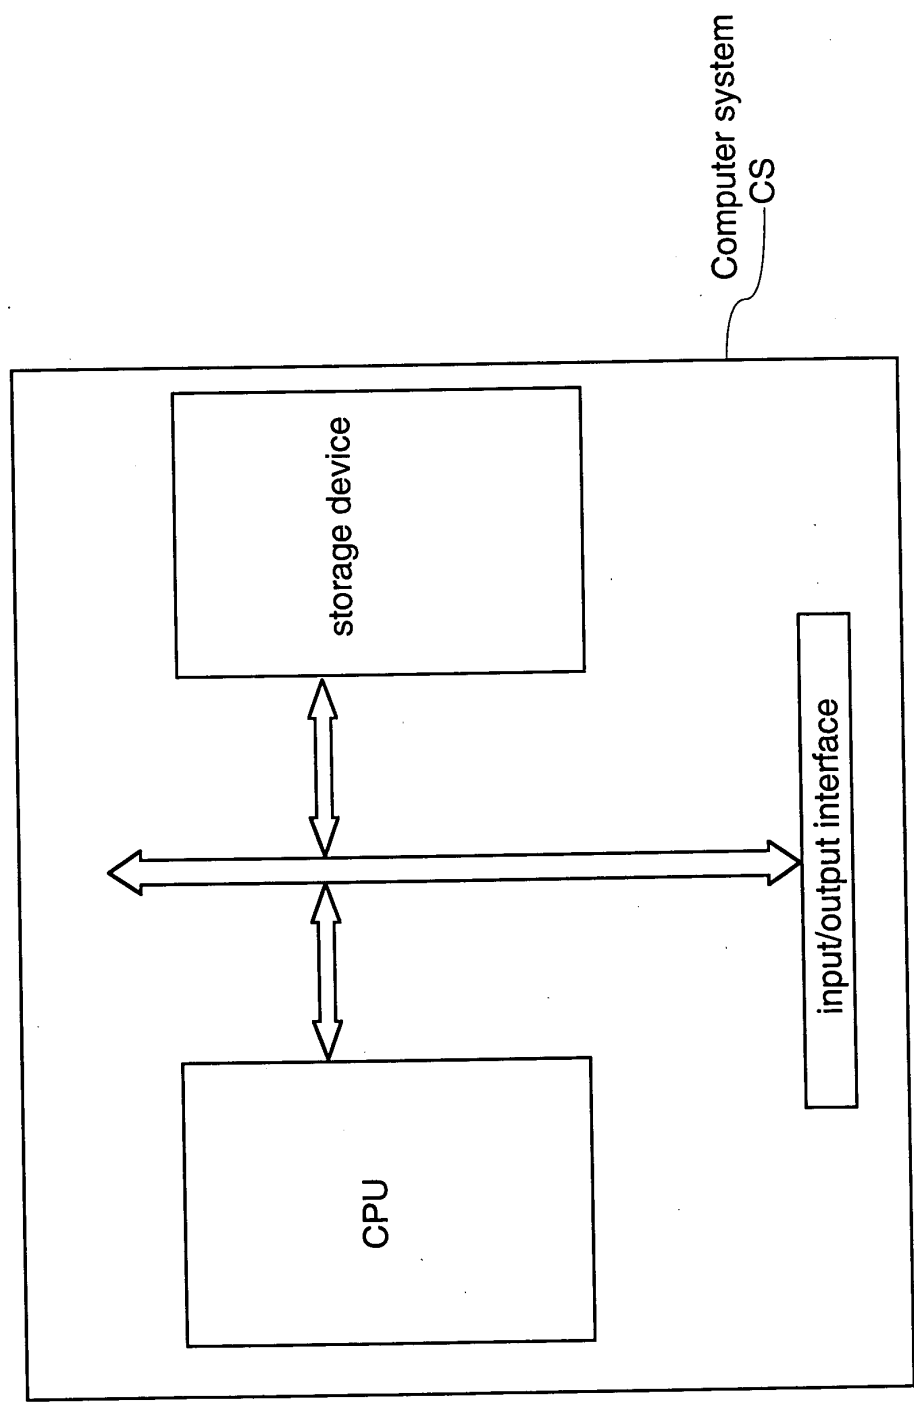 Computer system
CS
CPU
storage device
input/output interface